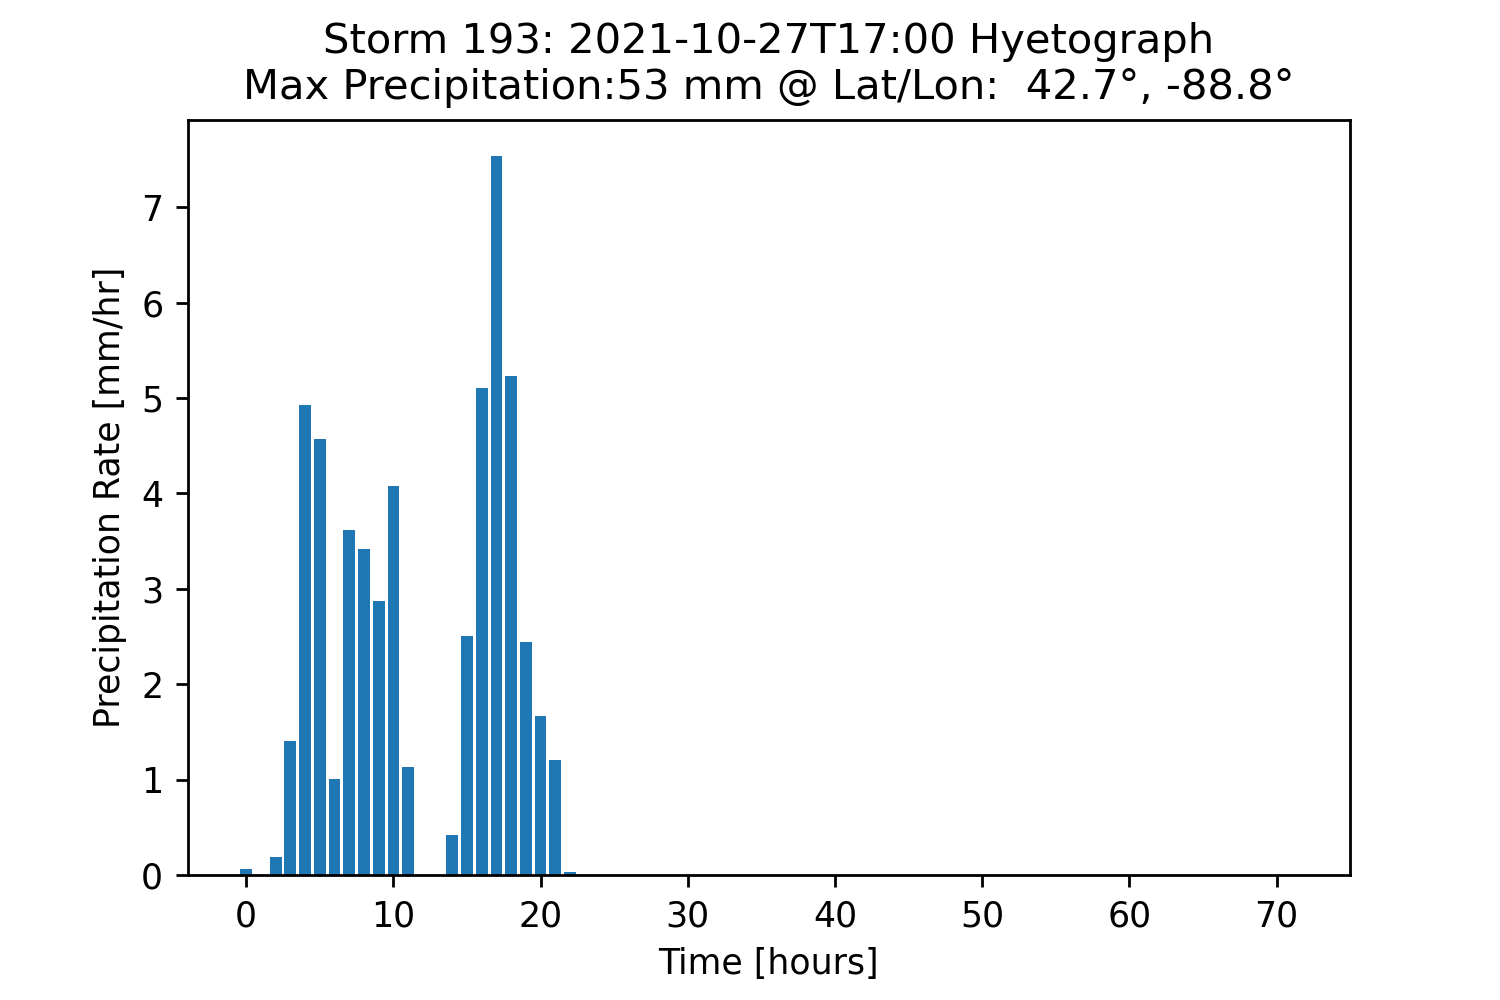 Storm 193: 2021-10-27T17:00 Hyetograph
Max Precipitation:53 mm @ Lat/Lon:  42.7°, -88.8°
Precipitation Rate [mm/hr]
7
6
5
4
3
2
1
0
0 10 20 30 40 50 60 70
Time [hours]